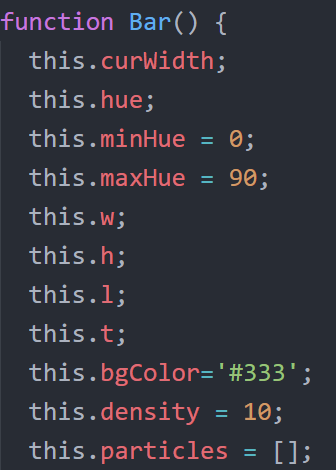 function Bar() {
  this.curWidth;
  this.hue;
  this.minHue = 0;
  this.maxHue = 90;
  this.w;
  this.h;
  this.l;
  this.t;
  this.bgColor='#333';
  this.density = 10;
  this.particles = [];